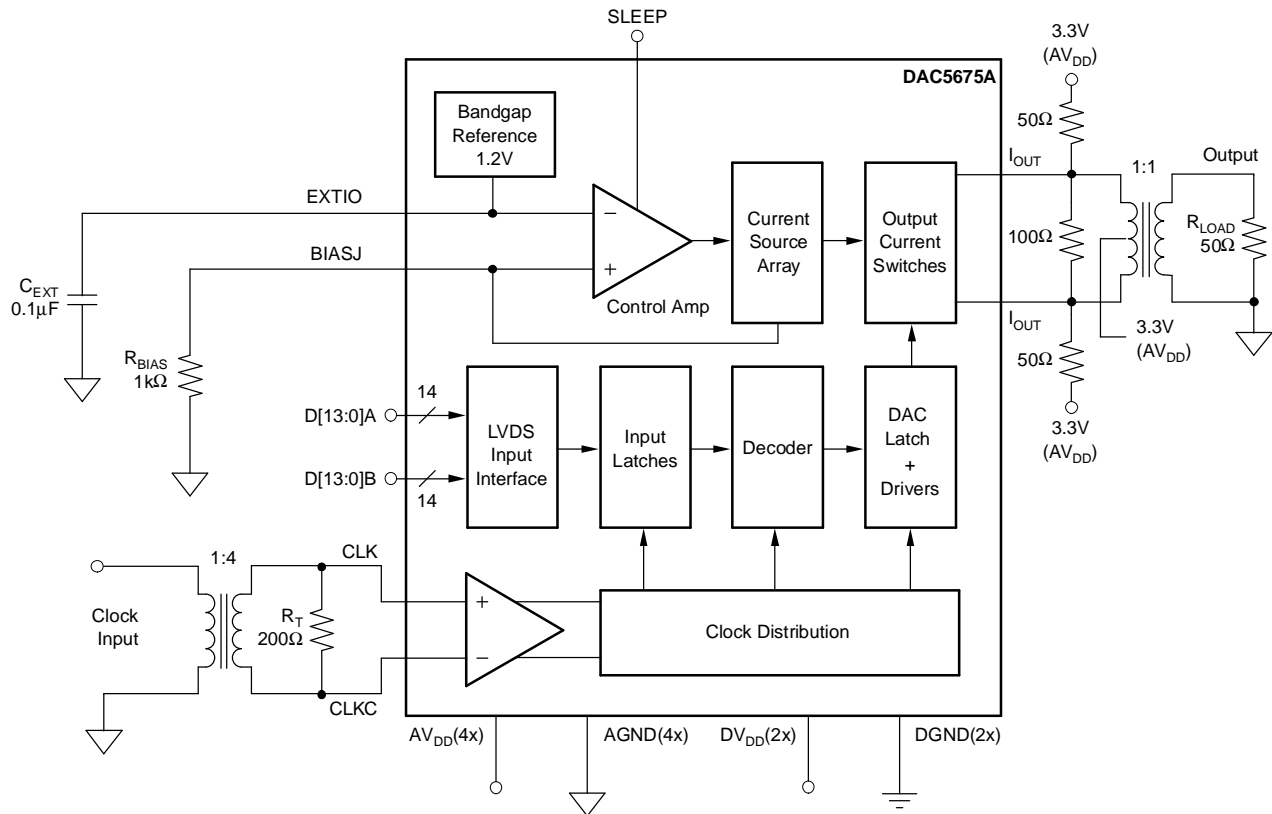 SLEEP
DAC5675A
3.3V
(AVDD)
50Ω
Bandgap
Reference
1.2V
IOUT
1:1
Output
EXTIO
−
+
Control Amp
Current
Source
Array
Output
Current
Switches
100Ω
RLOAD
50Ω
BIASJ
CEXT
0.1μF
RBIAS
1kΩ
IOUT
3.3V
(AVDD)
50Ω
3.3V
(AVDD)
D[13:0]A
14
D[13:0]B
14
LVDS
Input
Interface
Input
Latches
Decoder
DAC
Latch
+
Drivers
1:4
CLK
Clock
Input
RT
200Ω
CLKC
+
−
Clock Distribution
AVDD(4x)
AGND(4x)
DVDD(2x)
DGND(2x)